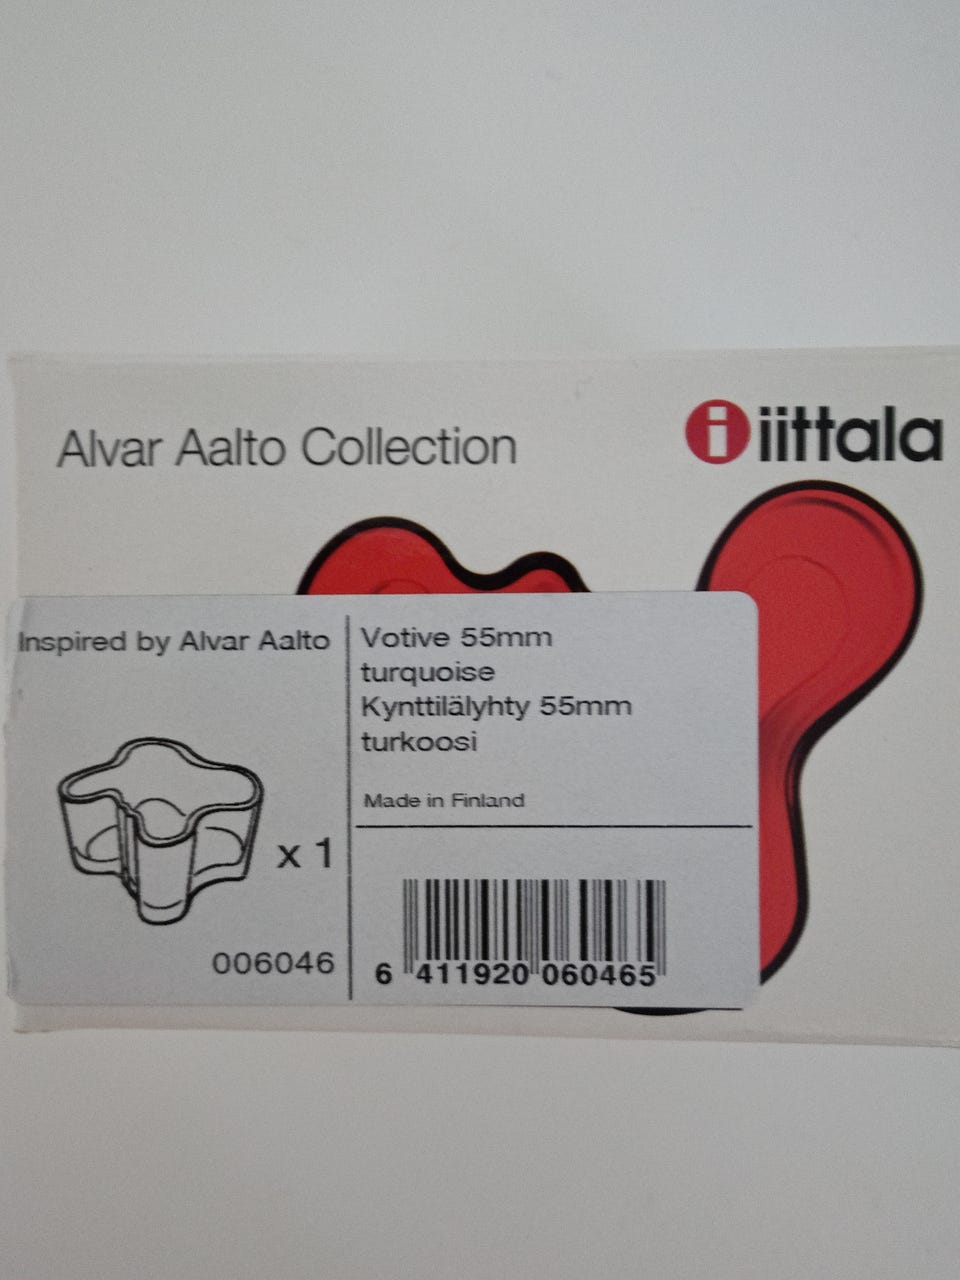 Alvar Aalto Collection
iittala
Inspired by Alvar Aalto
x 1
006046
Votive 55mm
turquoise
Kynttilälyhty 55mm
turkoosi
Made in Finland
6 411920 060465